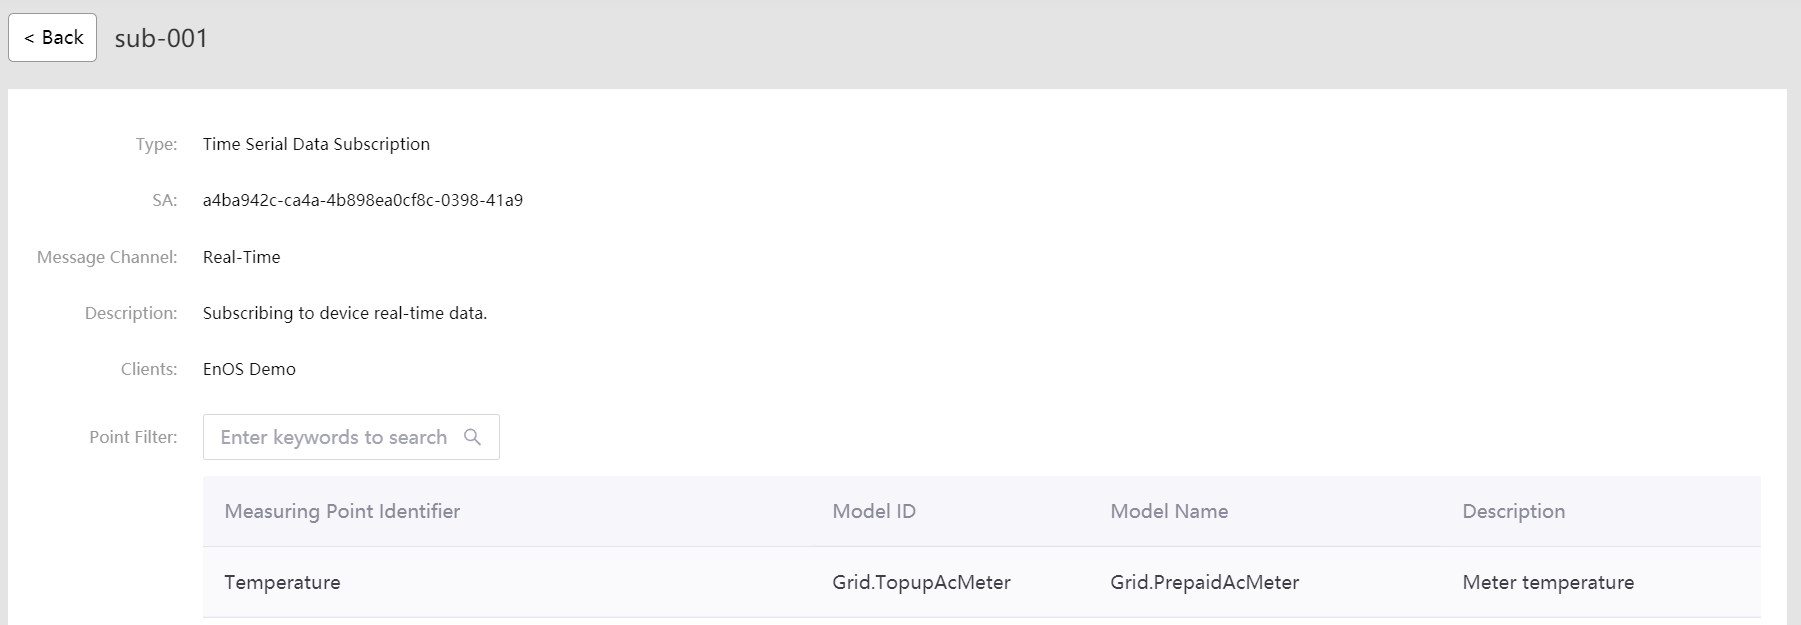 < Back sub-001
Type: Time Serial Data Subscription
SA: a4ba942c-ca4a-4b898ea0cf8c-0398-41a9
Message Channel: Real-Time
Description: Subscribing to device real-time data.
Clients: EnOS Demo
Point Filter: Enter keywords to search
Measuring Point Identifier Model ID Model Name Description
Temperature Grid.TopupAcMeter Grid.PrepaidAcMeter Meter temperature